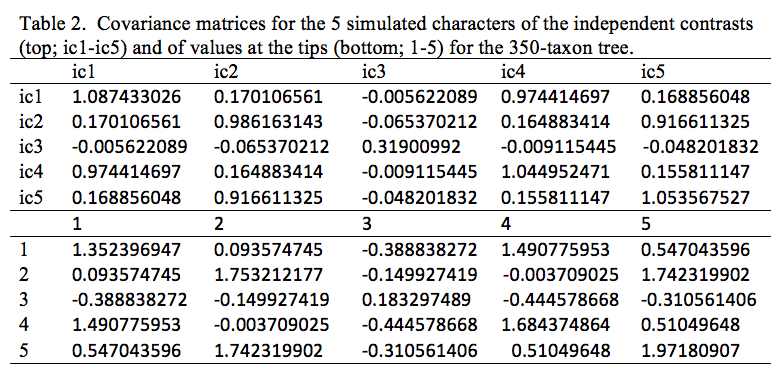 Table 2. Covariance matrices for the 5 simulated characters of the independent contrasts
(top; ic1-ic5) and of values at the tips (bottom; 1-5) for the 350-taxon tree.
ic1 ic2 ic3 ic4 ic5
ic1 1.087433026 0.170106561 -0.005622089 0.974414697 0.168856048
ic2 0.170106561 0.986163143 -0.065370212 0.164883414 0.916611325
ic3 -0.005622089 -0.065370212 0.31900992 -0.009115445 -0.048201832
ic4 0.974414697 0.164883414 -0.009115445 1.044952471 0.155811147
ic5 0.168856048 0.916611325 -0.048201832 0.155811147 1.053567527
1 2 3 4 5
1 1.352396947 0.093574745 -0.388838272 1.490775953 0.547043596
2 0.093574745 1.753212177 -0.149927419 -0.003709025 1.742319902
3 -0.388838272 -0.149927419 0.183297489 -0.444578668 -0.310561406
4 1.490775953 -0.003709025 -0.444578668 1.684374864 0.51049648
5 0.547043596 1.742319902 -0.310561406 0.51049648 1.97180907